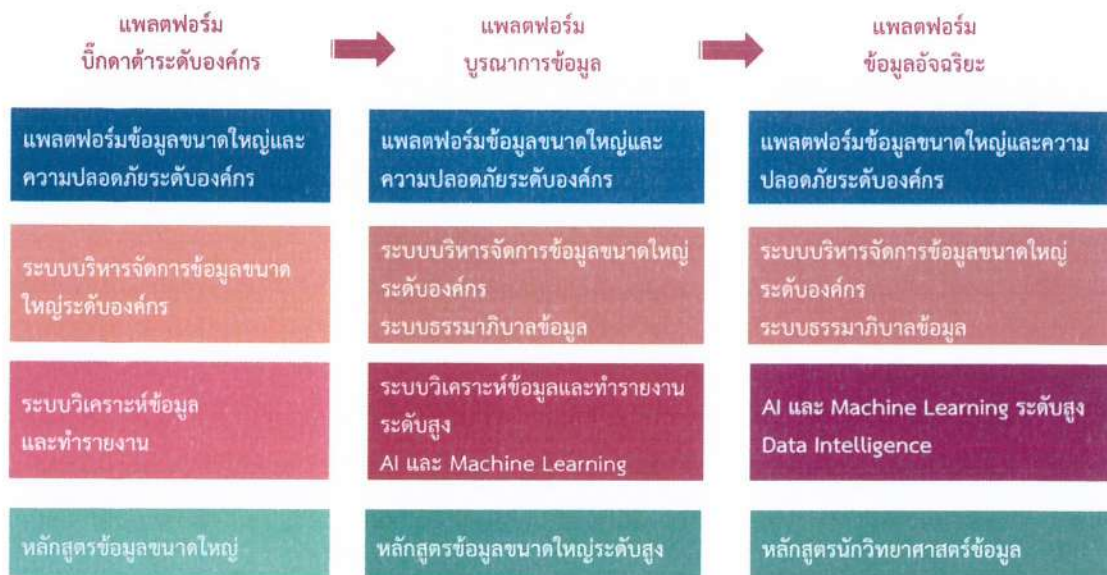 แพลตฟอร์ม
บิ๊กดาต้าระดับองค์กร
แพลตฟอร์ม
บูรณาการข้อมูล
แพลตฟอร์ม
ข้อมูลอัจฉริยะ
แพลตฟอร์มข้อมูลขนาดใหญ่และ
ความปลอดภัยระดับองค์กร
แพลตฟอร์มข้อมูลขนาดใหญ่และ
ความปลอดภัยระดับองค์กร
แพลตฟอร์มข้อมูลขนาดใหญ่และความ
ปลอดภัยระดับองค์กร
ระบบบริหารจัดการข้อมูลขนาด
ใหญ่ระดับองค์กร
ระบบบริหารจัดการข้อมูลขนาดใหญ่
ระดับองค์กร
ระบบธรรมาภิบาลข้อมูล
ระบบบริหารจัดการข้อมูลขนาดใหญ่
ระดับองค์กร
ระบบธรรมาภิบาลข้อมูล
ระบบวิเคราะห์ข้อมูล
และทำรายงาน
ระบบวิเคราะห์ข้อมูลและทำรายงาน
ระดับสูง
AI และ Machine Learning
AI และ Machine Learning ระดับสูง
Data Intelligence
หลักสูตรข้อมูลขนาดใหญ่
หลักสูตรข้อมูลขนาดใหญ่ระดับสูง
หลักสูตรนักวิทยาศาสตร์ข้อมูล